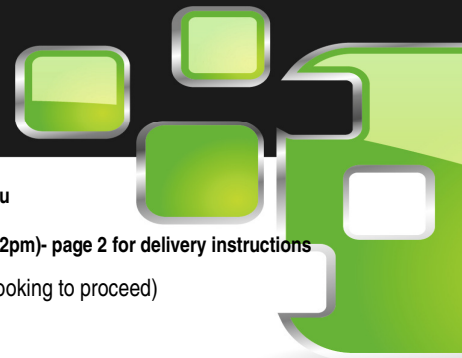 u
2pm)- page 2 for delivery instructions
ooking to proceed)